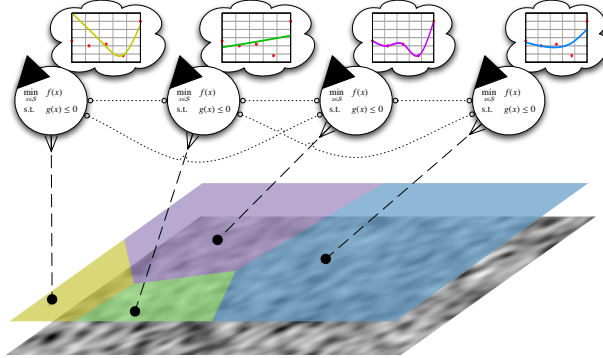 min f(x)
x∈S
s.t. g(x) ≤ 0
min f(x)
x∈S
s.t. g(x) ≤ 0
min f(x)
x∈S
s.t. g(x) ≤ 0
min f(x)
x∈S
s.t. g(x) ≤ 0